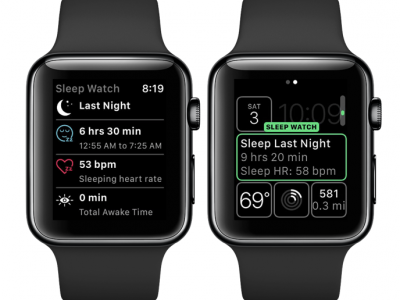 Sleep Watch 8:19
Last Night
6 hrs 30 min
12:55 AM to 7:25 AM
53 bpm
Sleeping heart rate
0 min
Total Awake Time
SAT
3
10:09
SLEEP WATCH
Sleep Last Night
9 hrs 20 min
Sleep HR: 58 bpm
69°
581
0.3 mi